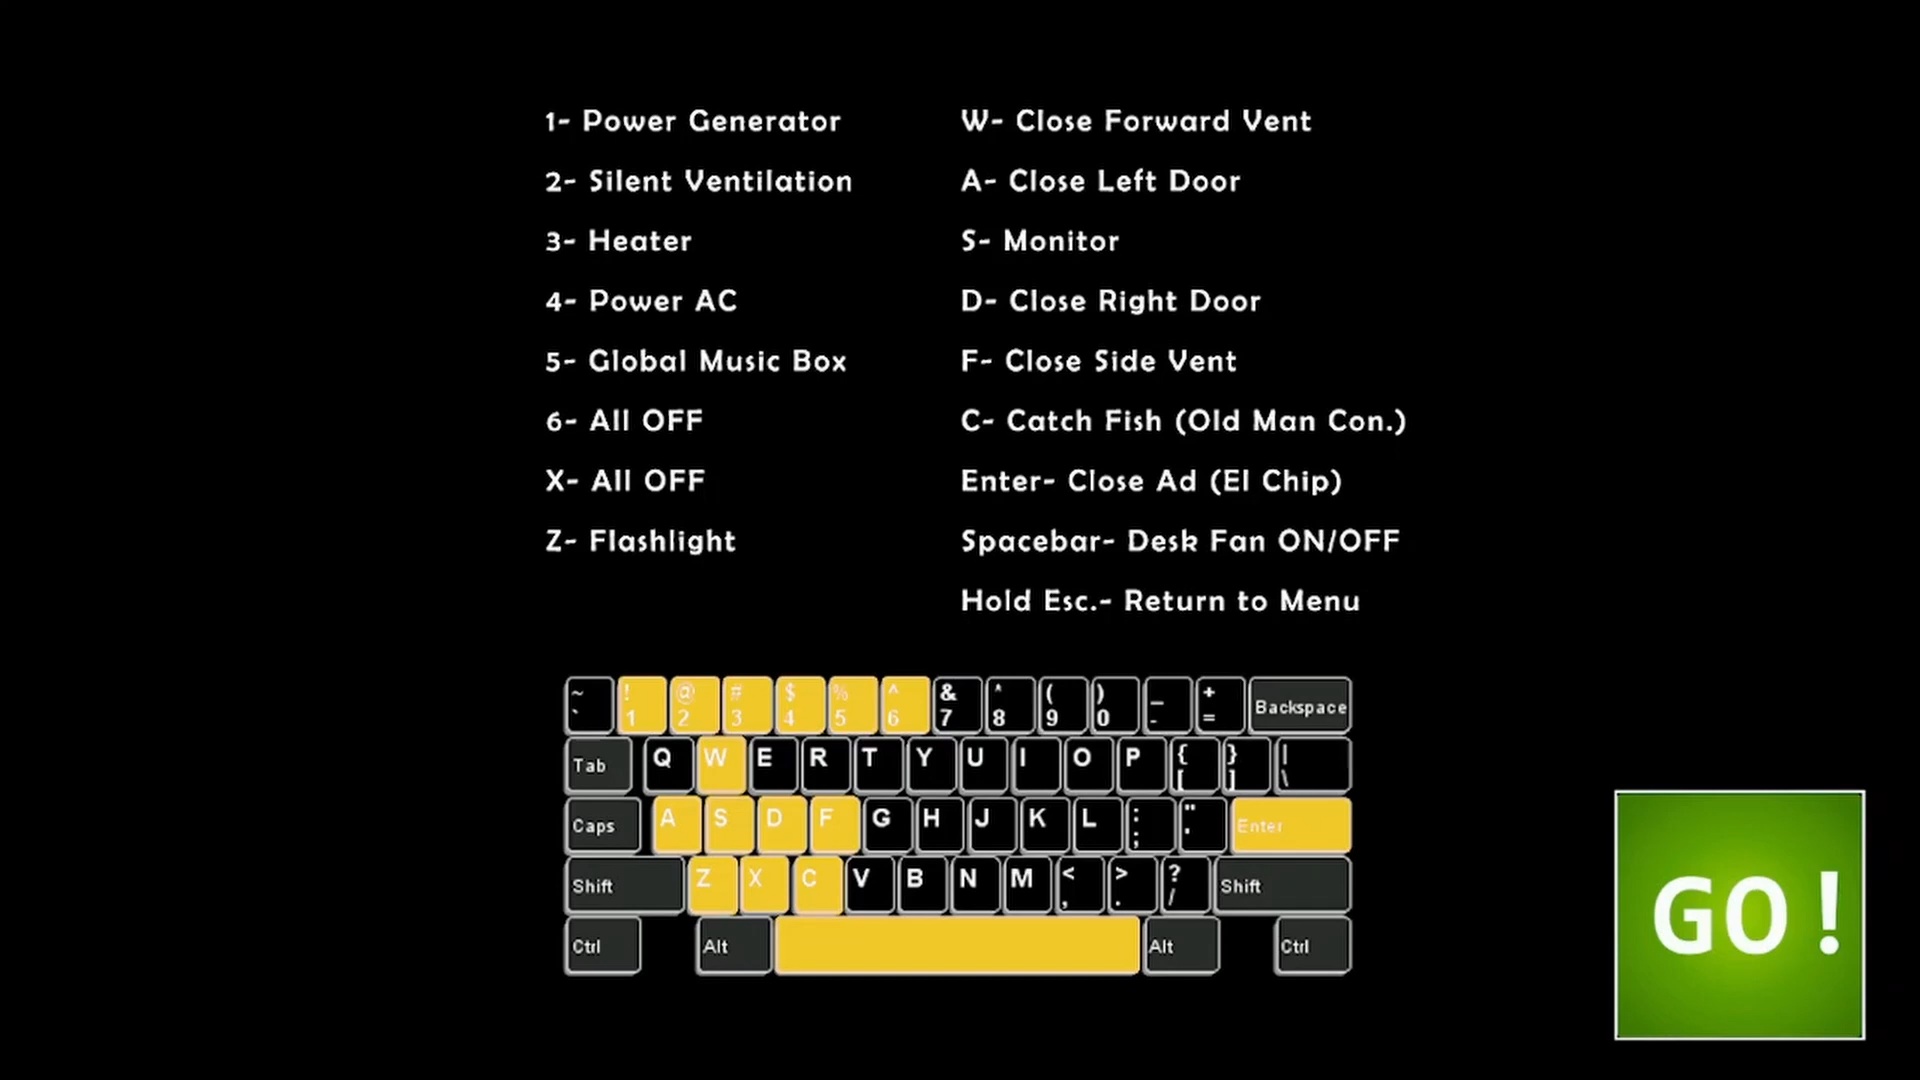 1- Power Generator
2- Silent Ventilation
3- Heater
4- Power AC
5- Global Music Box
6- All OFF
X- All OFF
Z- Flashlight
W- Close Forward Vent
A- Close Left Door
S- Monitor
D- Close Right Door
F- Close Side Vent
C- Catch Fish (Old Man Con.)
Enter- Close Ad (El Chip)
Spacebar- Desk Fan ON/OFF
Hold Esc.- Return to Menu
~ ! @ # $ % ^ & * ( ) _ +
` 1 2 3 4 5 6 7 8 9 0 - = Backspace
Tab Q W E R T Y U I O P { [ } ] | \
Caps A S D F G H J K L : ; " ' Enter
Shift Z X C V B N M < , > . ? / Shift
Ctrl Alt Alt Ctrl
GO!